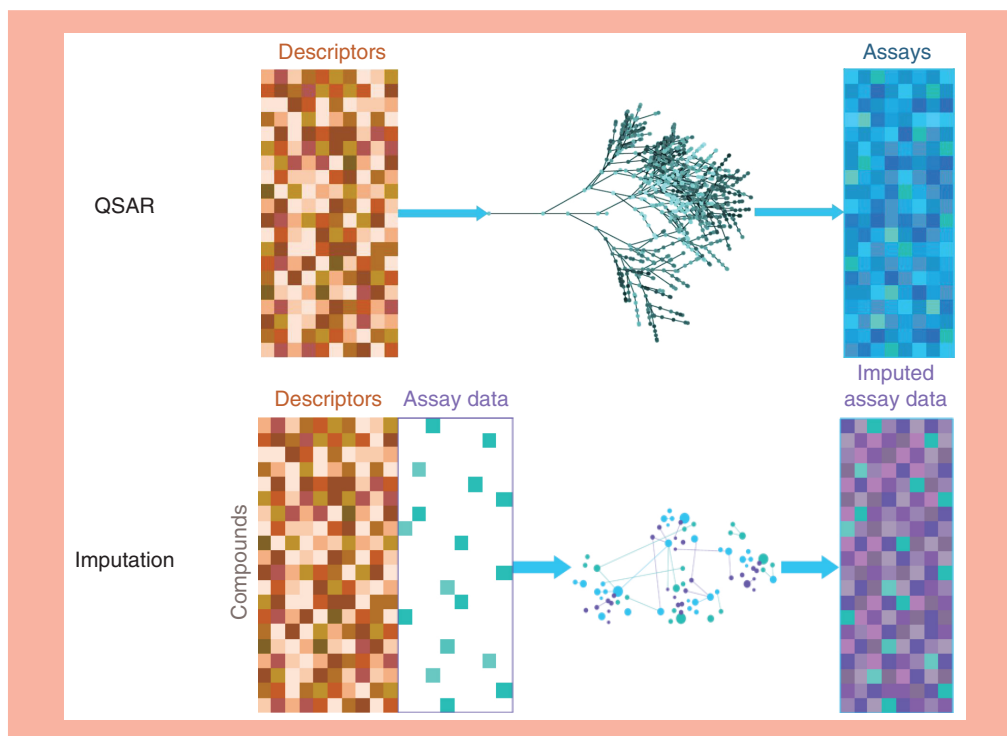 Descriptors
Assays
QSAR
Descriptors
Assay data
Imputed
assay data
Compounds
Imputation